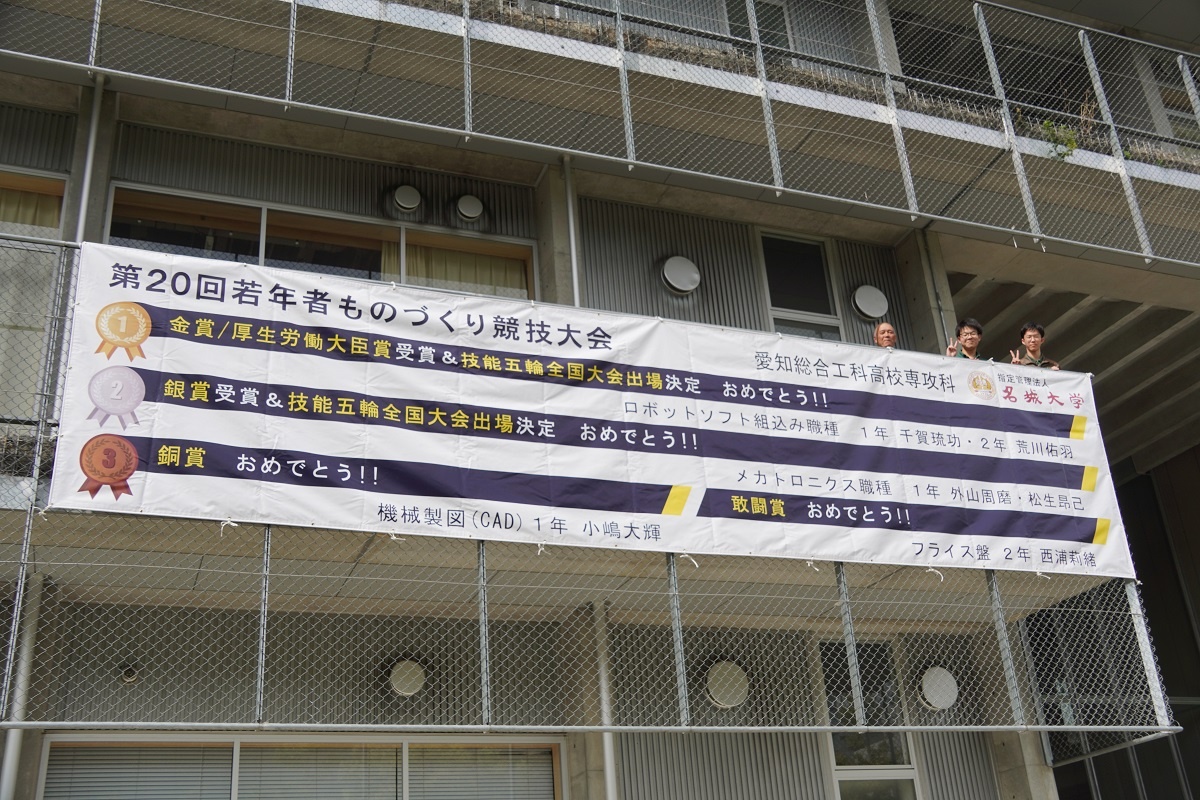 第20回若年者ものづくり競技大会
愛知総合工科高校専攻科
指定管理法人
名城大学
1
金賞/厚生労働大臣賞受賞&技能五輪全国大会出場決定 おめでとう!!
ロボットソフト組込み職種 1年 千賀琉功・2年 荒川佑羽
2
銀賞受賞&技能五輪全国大会出場決定 おめでとう!!
メカトロニクス職種 1年 外山周磨・松生昂己
3
銅賞 おめでとう!!
機械製図(CAD) 1年 小嶋大輝
敢闘賞 おめでとう!!
フライス盤 2年 西浦莉緒